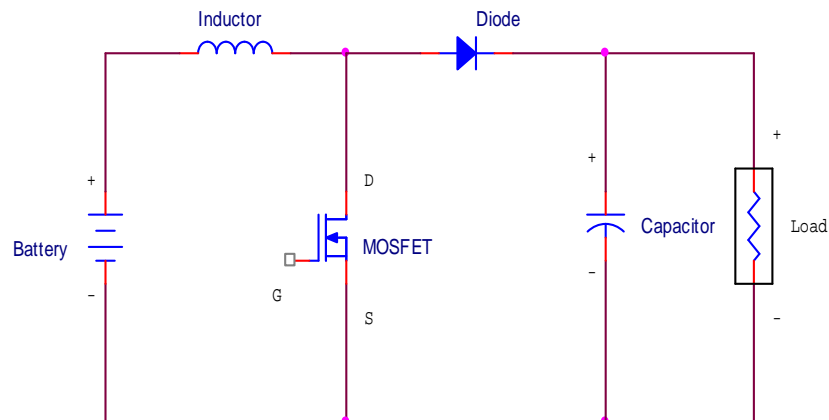 Inductor
Diode
+
D
+
+
Battery
MOSFET
Capacitor
Load
-
G
S
-
-